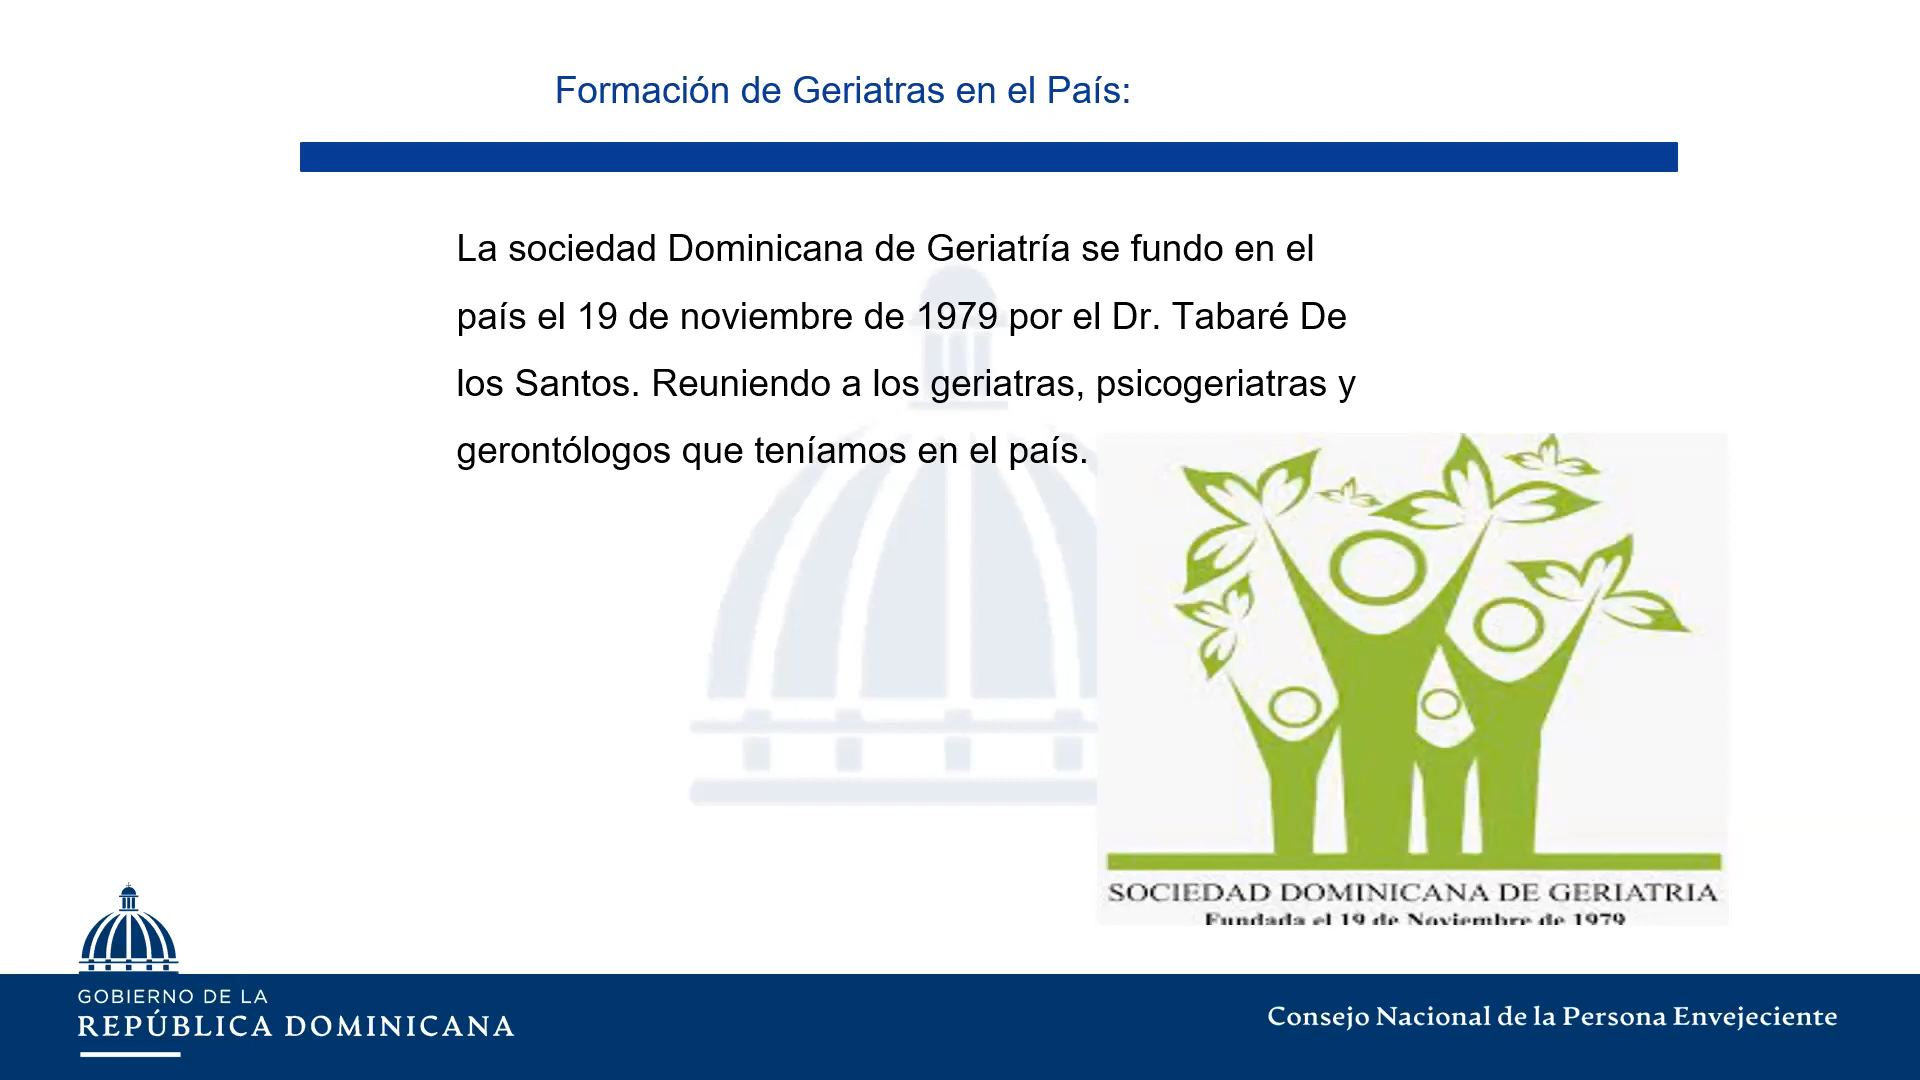 Formación de Geriatras en el País:
La sociedad Dominicana de Geriatría se fundo en el
país el 19 de noviembre de 1979 por el Dr. Tabaré De
los Santos. Reuniendo a los geriatras, psicogeriatras y
gerontólogos que teníamos en el país.
SOCIEDAD DOMINICANA DE GERIATRIA
Fundada el 19 de Noviembre de 1979
GOBIERNO DE LA
REPÚBLICA DOMINICANA
Consejo Nacional de la Persona Envejeciente